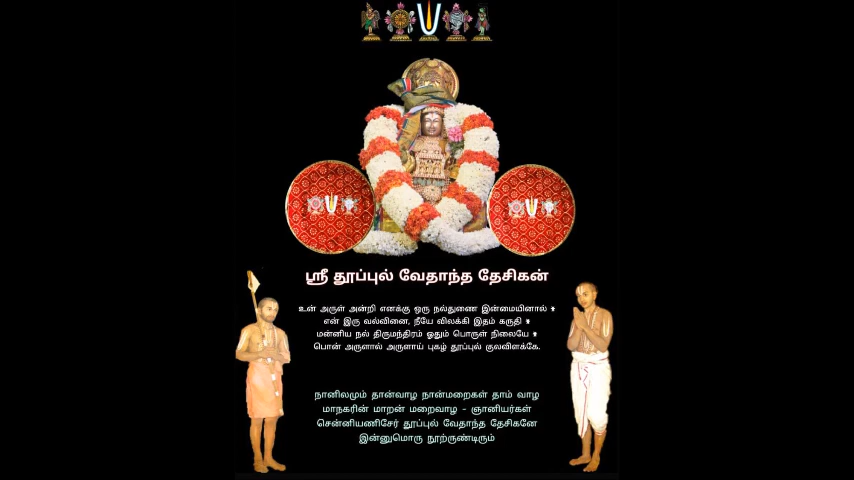 ஸ்ரீ தூப்புல் வேதாந்த தேசிகன்
உன் அருள் அன்றி எனக்கு ஒரு நல்துணை இன்மையினால் *
என் இரு வல்வினை, நீயே விலக்கி இதம் கருதி *
மன்னிய நல் திருமந்திரம் ஓதும் பொருள் நிலையே *
பொன் அருளால் அருளாய் புகழ் தூப்புல் குலவிளக்கே.
நானிலமும் தான்வாழ நான்மறைகள் தாம் வாழ
மாநகரின் மாறன் மறைவாழ - ஞானியர்கள்
சென்னியணிசேர் தூப்புல் வேதாந்த தேசிகனே
இன்னுமொரு நூற்ருண்டிரும்